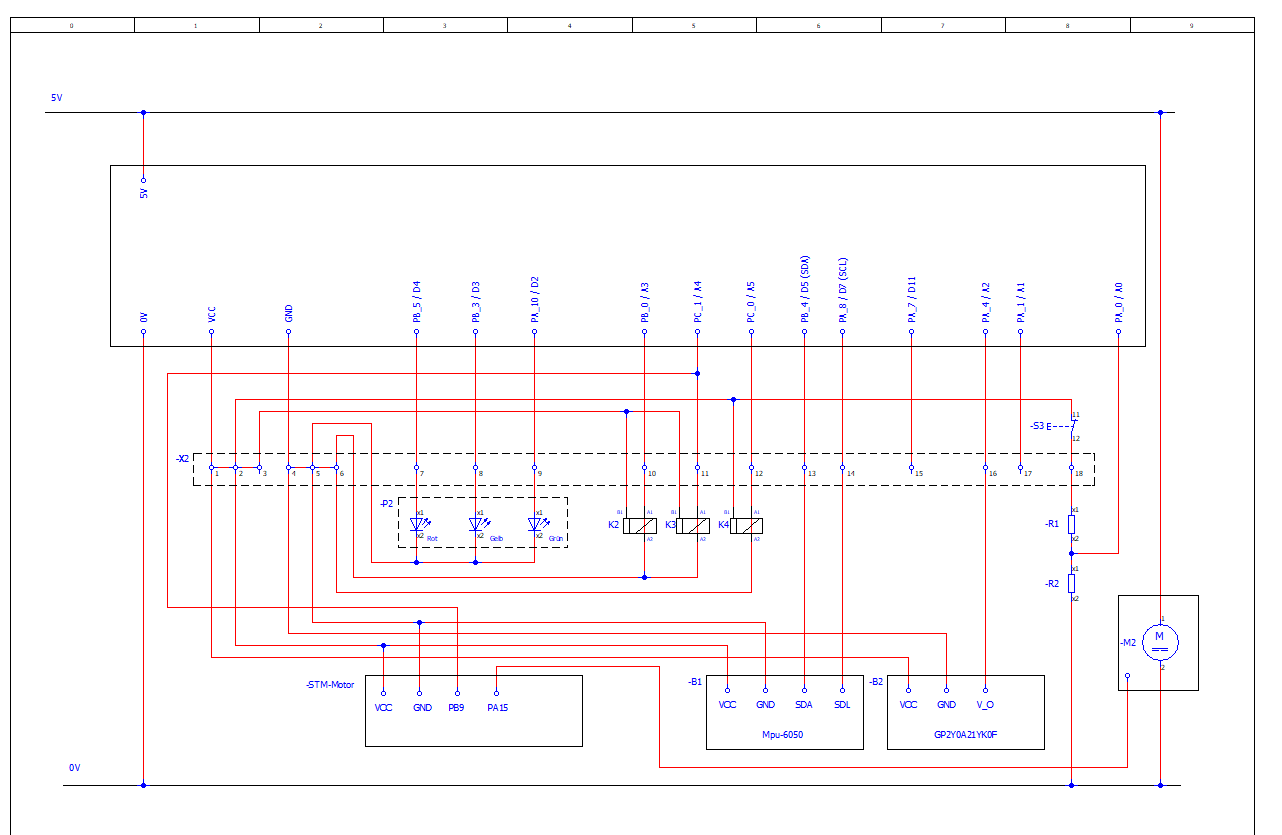 0 1 2 3 4 5 6 7 8 9
5V
5V
0V
VCC
GND
PB_5 / D4
PB_3 / D3
PA_10 / D2
PB_0 / A3
PC_1 / A4
PC_0 / A5
PB_4 / D5 (SDA)
PA_8 / D7 (SCL)
PA_7 / D11
PA_4 / A2
PA_1 / A1
PA_0 / A0
-S3 E 11
12
-X2
1 2 3 4 5 6 7 8 9 10 11 12 13 14 15 16 17 18
-P2
x1 x1 x1
x2 Rot x2 Gelb x2 Grün
K2 B1 A1 A2
K3 B1 A1 A2
K4 B1 A1 A2
-R1 x1 x2
-R2 x1 x2
-M2 1 M 2
-STM-Motor
VCC GND PB9 PA15
-B1
VCC GND SDA SDL
Mpu-6050
-B2
VCC GND V_O
GP2Y0A21YK0F
0V